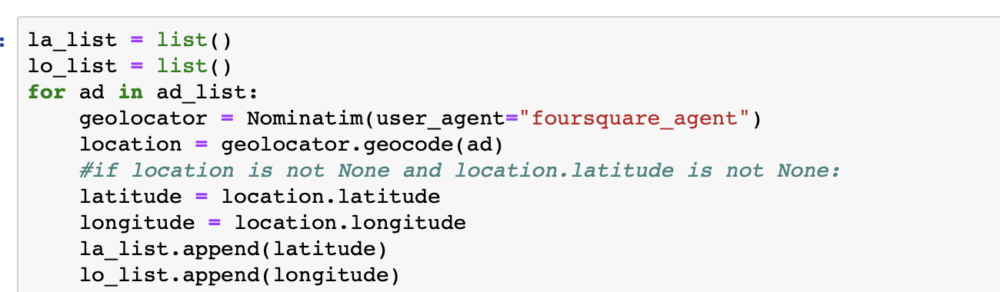 :
la_list = list()
lo_list = list()
for ad in ad_list:
    geolocator = Nominatim(user_agent="foursquare_agent")
    location = geolocator.geocode(ad)
    #if location is not None and location.latitude is not None:
    latitude = location.latitude
    longitude = location.longitude
    la_list.append(latitude)
    lo_list.append(longitude)